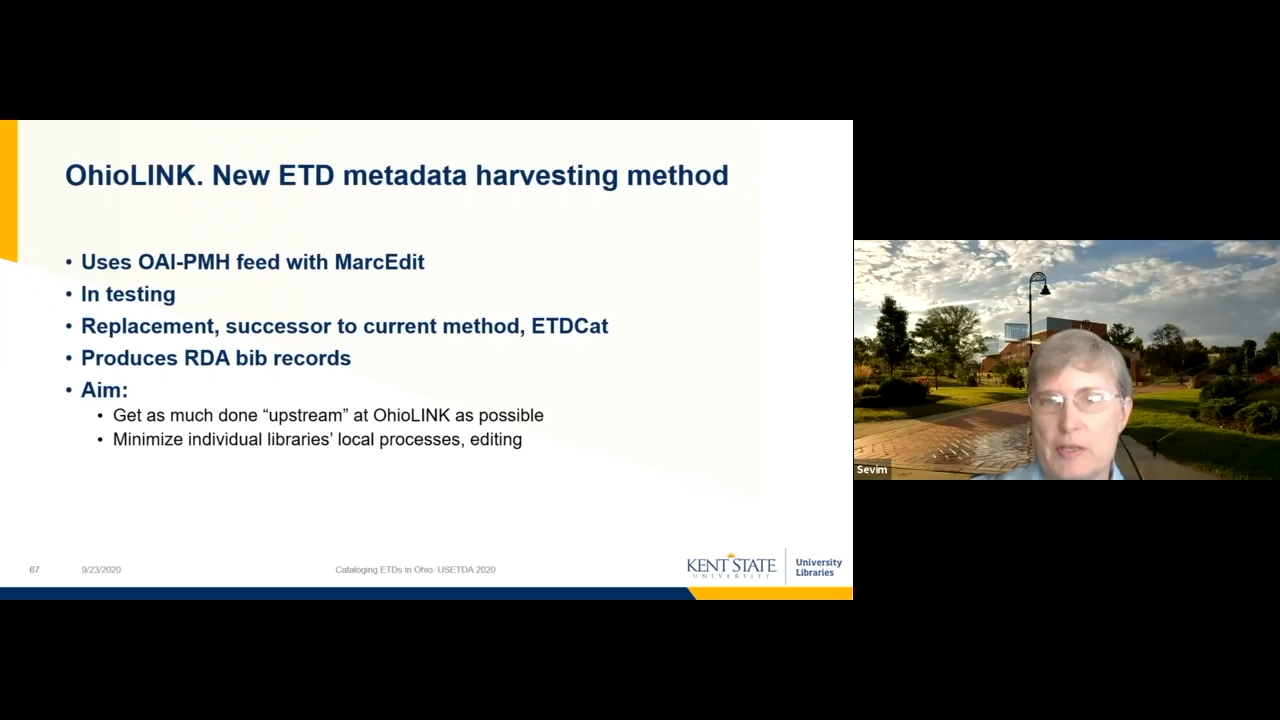 OhioLINK. New ETD metadata harvesting method
• Uses OAI-PMH feed with MarcEdit
• In testing
• Replacement, successor to current method, ETDCat
• Produces RDA bib records
• Aim:
• Get as much done “upstream” at OhioLINK as possible
• Minimize individual libraries’ local processes, editing
67
9/23/2020
Cataloging ETDs in Ohio. USETDA 2020
KENT STATE
UNIVERSITY
University
Libraries
Sevim